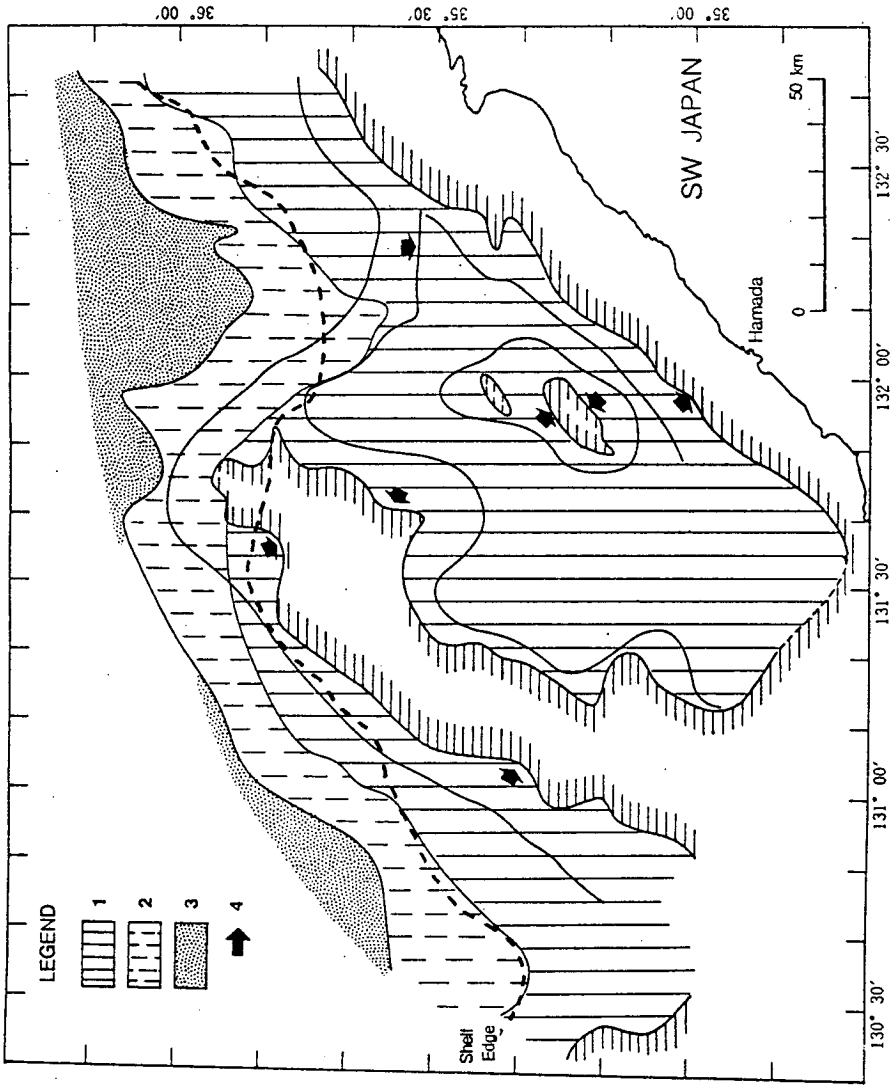 LEGEND
1
2
3
4
36° 00′
35° 30′
35° 00′
SW JAPAN
0
50 km
Hamada
Shelf
Edge
130° 30′
131° 00′
131° 30′
132° 00′
132° 30′